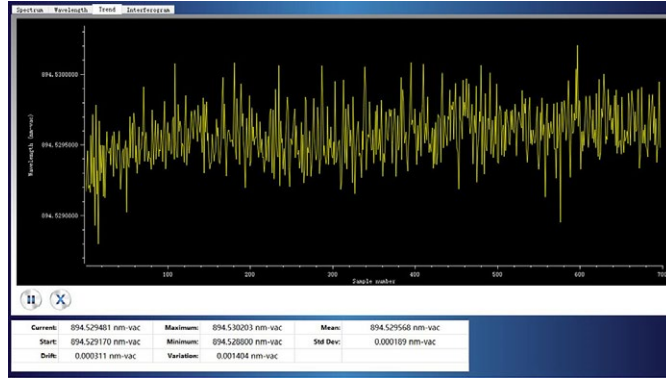 Spectrum Wavelength Trend Interferogram
Wavelength (nm-vac)
894.5300000
894.5295000
894.5290000
100 200 300 400 500 600 700
Sample number
Current: 894.529481 nm-vac Maximum: 894.530203 nm-vac Mean: 894.529568 nm-vac
Start: 894.529170 nm-vac Minimum: 894.528800 nm-vac Std Dev: 0.000189 nm-vac
Drift: 0.000311 nm-vac Variation: 0.001404 nm-vac